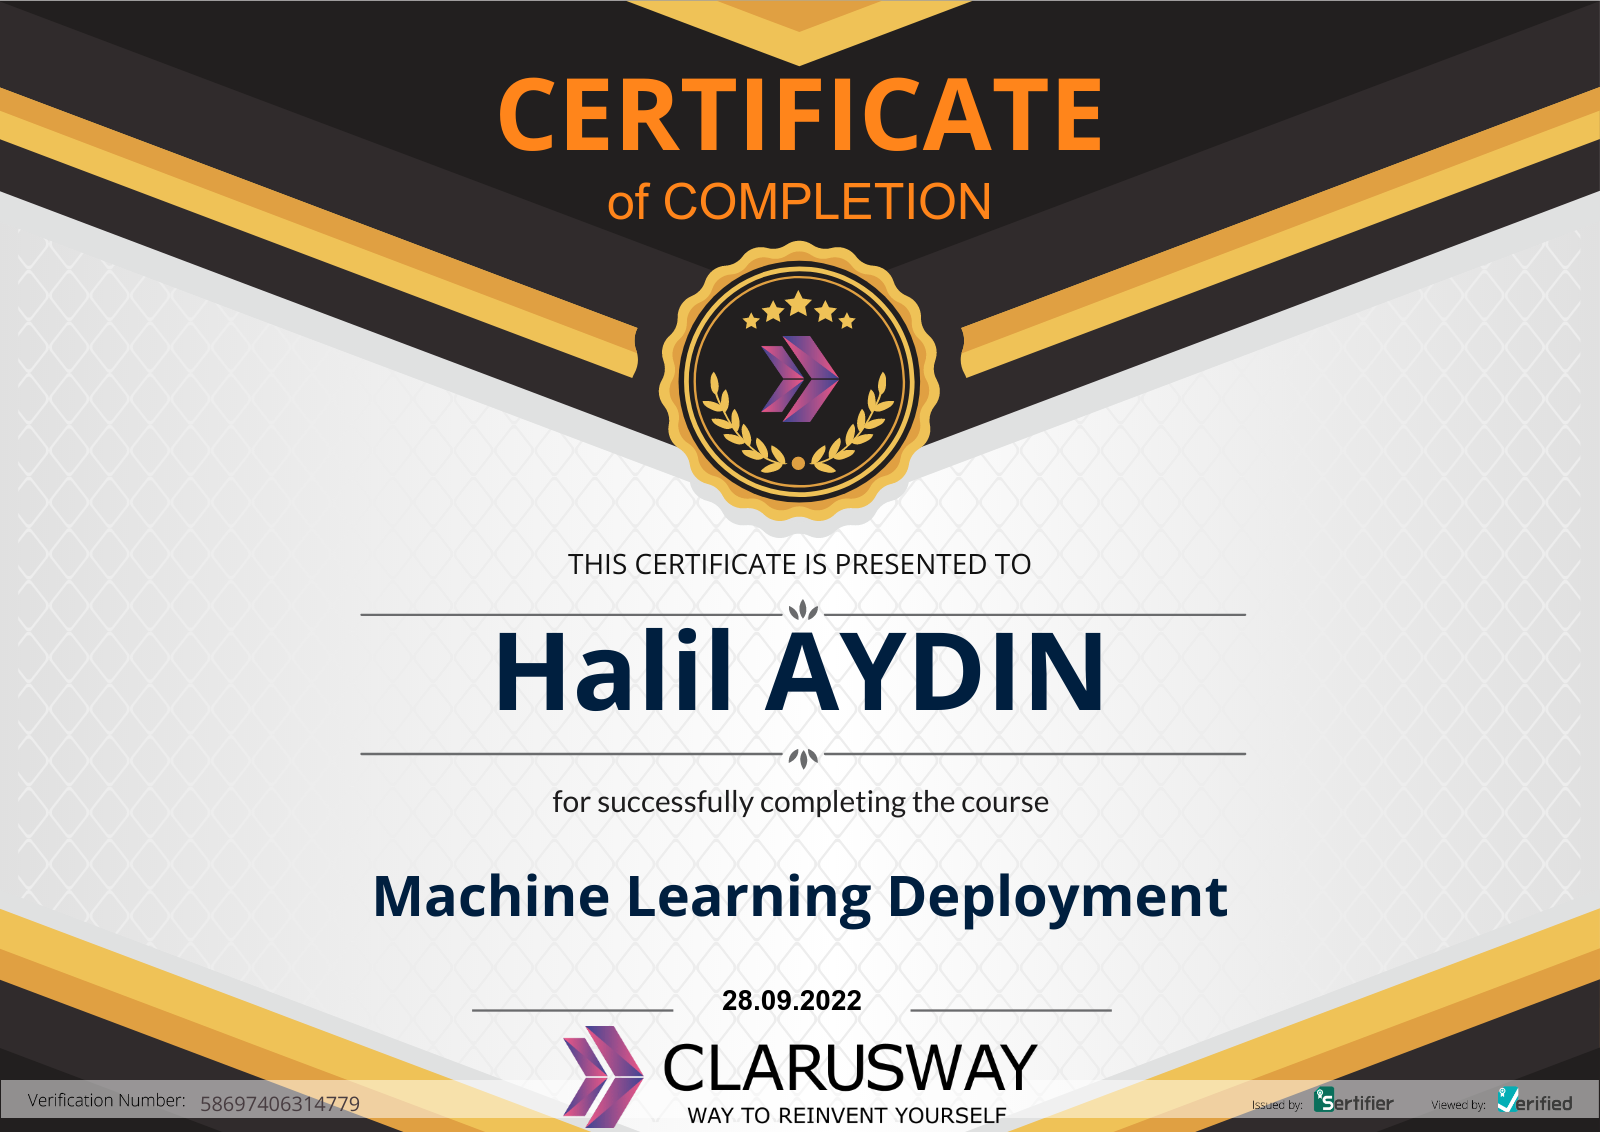 CERTIFICATE
of COMPLETION
THIS CERTIFICATE IS PRESENTED TO
Halil AYDIN
for successfully completing the course
Machine Learning Deployment
28.09.2022
CLARUSWAY
WAY TO REINVENT YOURSELF
Verification Number: 58697406314779
Issued by: Sertifier Viewed by: Verified